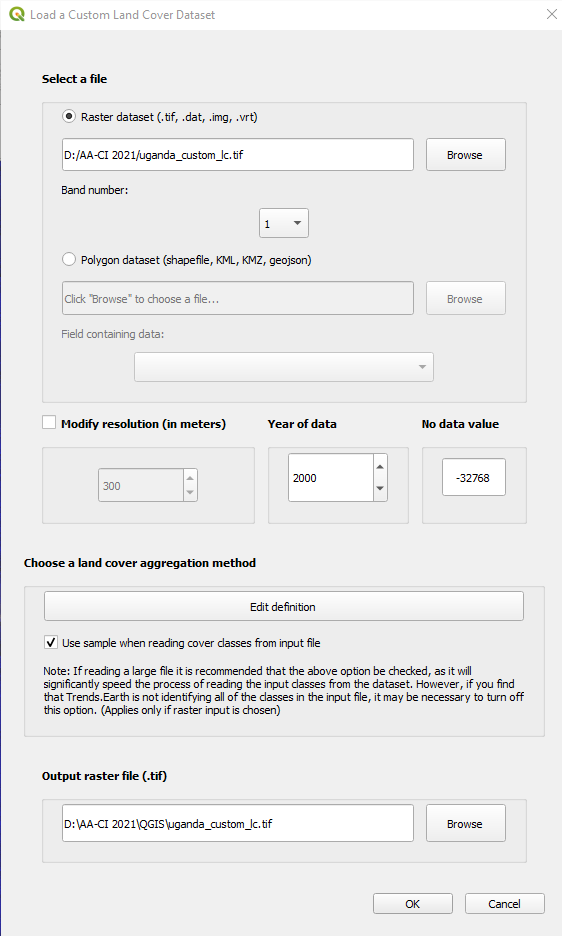 Load a Custom Land Cover Dataset
Select a file
Raster dataset (.tif, .dat, .img, .vrt)
D:/AA-CI 2021/uganda_custom_lc.tif
Browse
Band number:
1
Polygon dataset (shapefile, KML, KMZ, geojson)
Click "Browse" to choose a file...
Browse
Field containing data:
Modify resolution (in meters)
Year of data
No data value
300
2000
-32768
Choose a land cover aggregation method
Edit definition
Use sample when reading cover classes from input file
Note: If reading a large file it is recommended that the above option be checked, as it will
significantly speed the process of reading the input classes from the dataset. However, if you find
that Trends.Earth is not identifying all of the classes in the input file, it may be necessary to turn off
this option. (Applies only if raster input is chosen)
Output raster file (.tif)
D:\AA-CI 2021\QGIS\uganda_custom_lc.tif
Browse
OK
Cancel